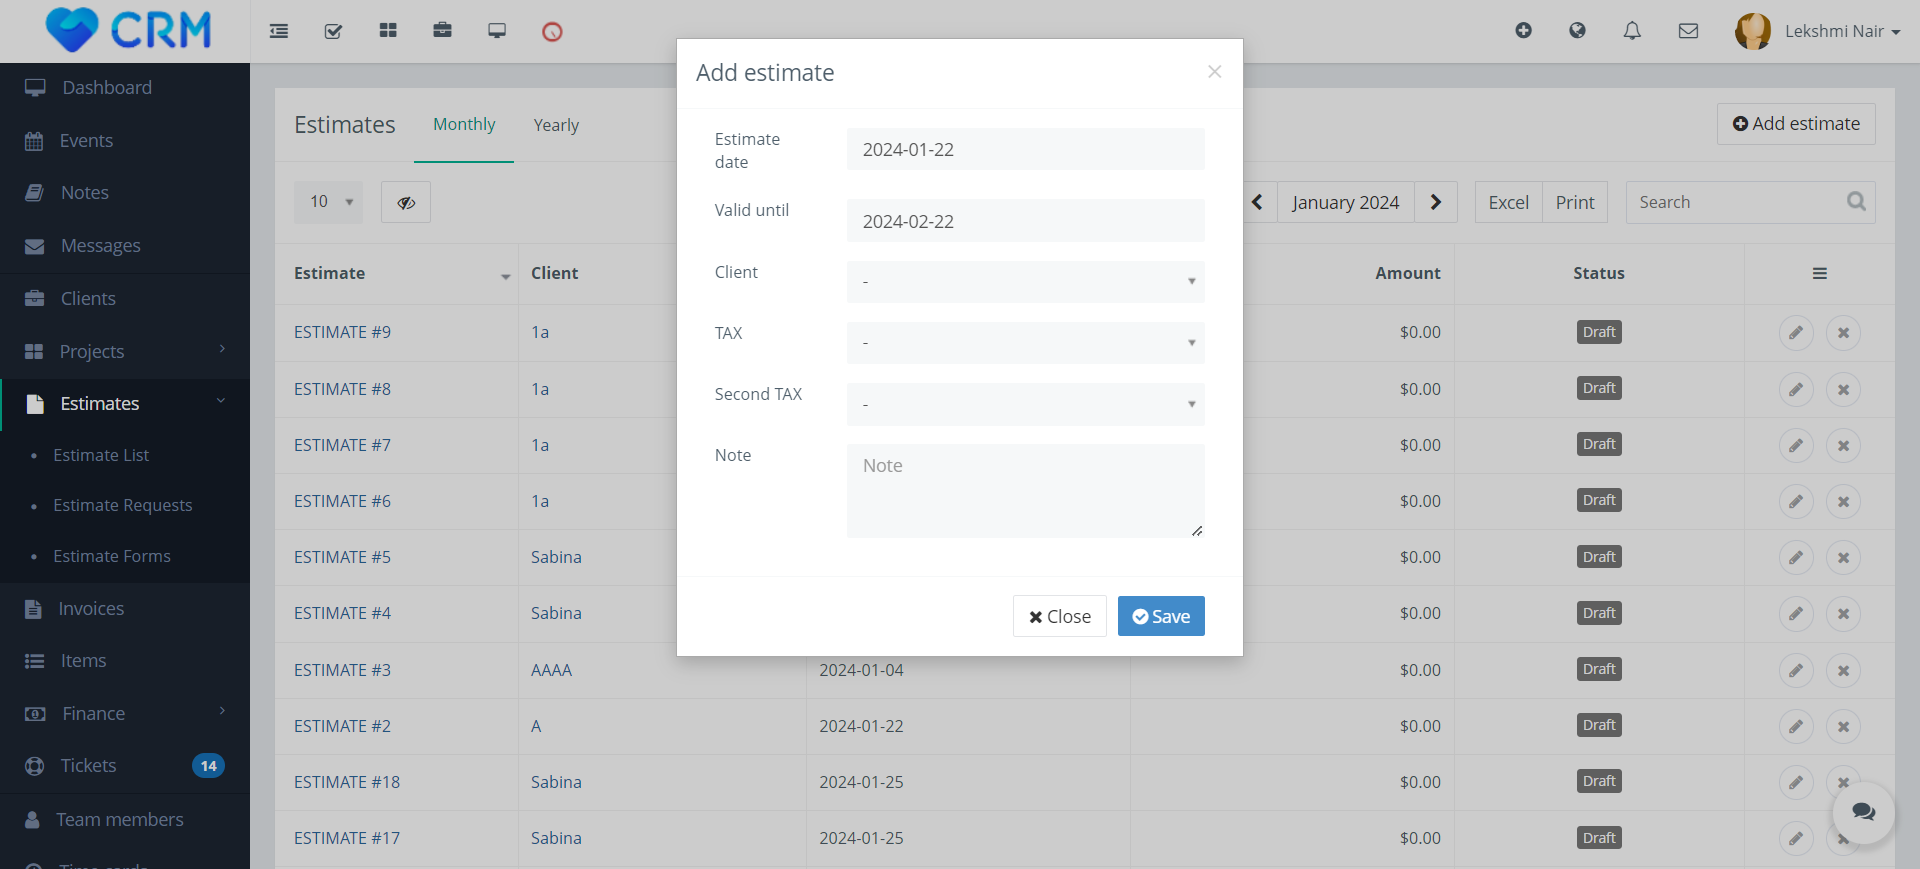 CRM
Lekshmi Nair
Dashboard
Events
Notes
Messages
Clients
Projects
Estimates
Estimate List
Estimate Requests
Estimate Forms
Invoices
Items
Finance
Tickets 14
Team members
Estimates Monthly Yearly
Add estimate
10
January 2024
Excel Print
Search
Estimate Client Amount Status
ESTIMATE #9 1a $0.00 Draft
ESTIMATE #8 1a $0.00 Draft
ESTIMATE #7 1a $0.00 Draft
ESTIMATE #6 1a $0.00 Draft
ESTIMATE #5 Sabina $0.00 Draft
ESTIMATE #4 Sabina $0.00 Draft
ESTIMATE #3 AAAA 2024-01-04 $0.00 Draft
ESTIMATE #2 A 2024-01-22 $0.00 Draft
ESTIMATE #18 Sabina 2024-01-25 $0.00 Draft
ESTIMATE #17 Sabina 2024-01-25 $0.00 Draft
Add estimate
Estimate
date
2024-01-22
Valid until
2024-02-22
Client
-
TAX
-
Second TAX
-
Note
Note
Close Save